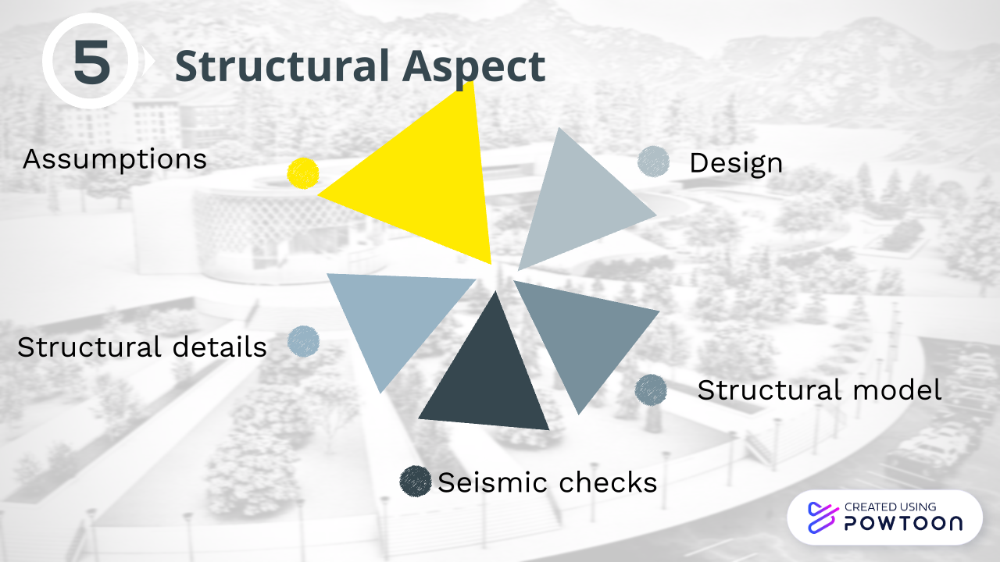 5
Structural Aspect
Assumptions
Design
Structural details
Structural model
Seismic checks
CREATED USING
POWTOON